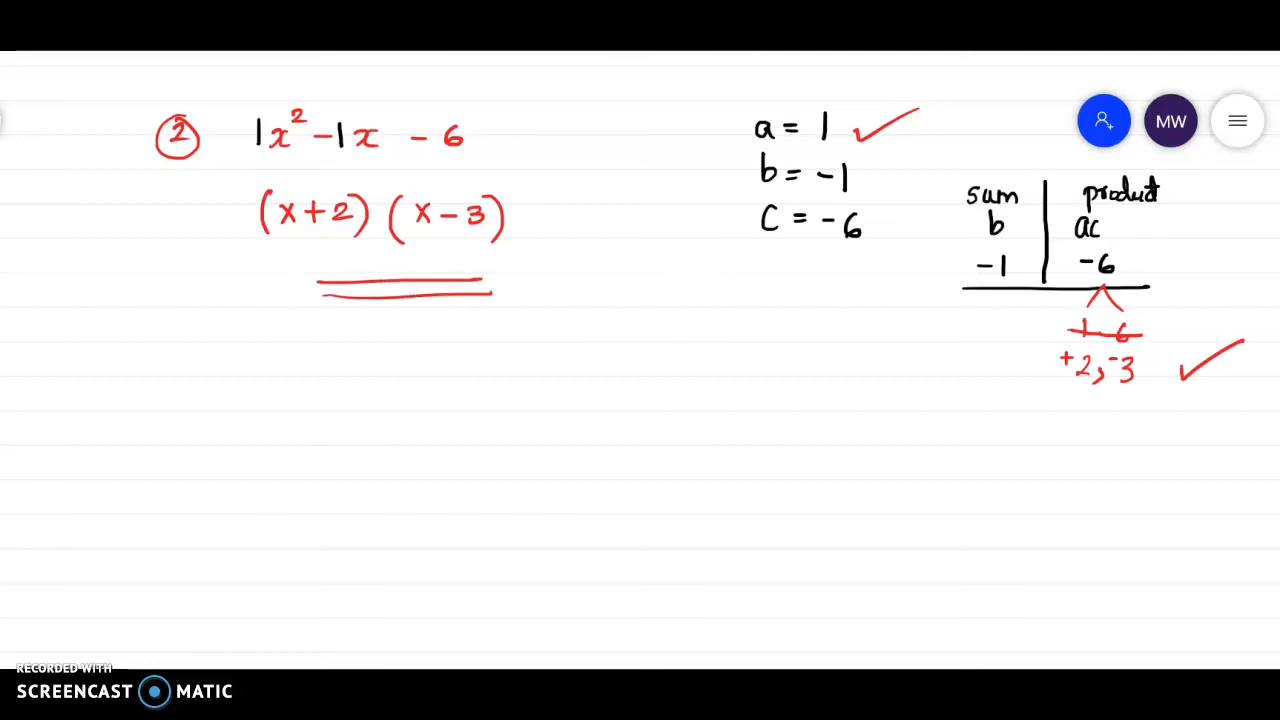 ② 1x² -1x - 6
(x+2) (x-3)
a = 1 ✓
b = -1
C = -6
MW
sum | product
b | ac
-1 | -6
1 6
+2, -3 ✓
RECORDED WITH
SCREENCAST MATIC